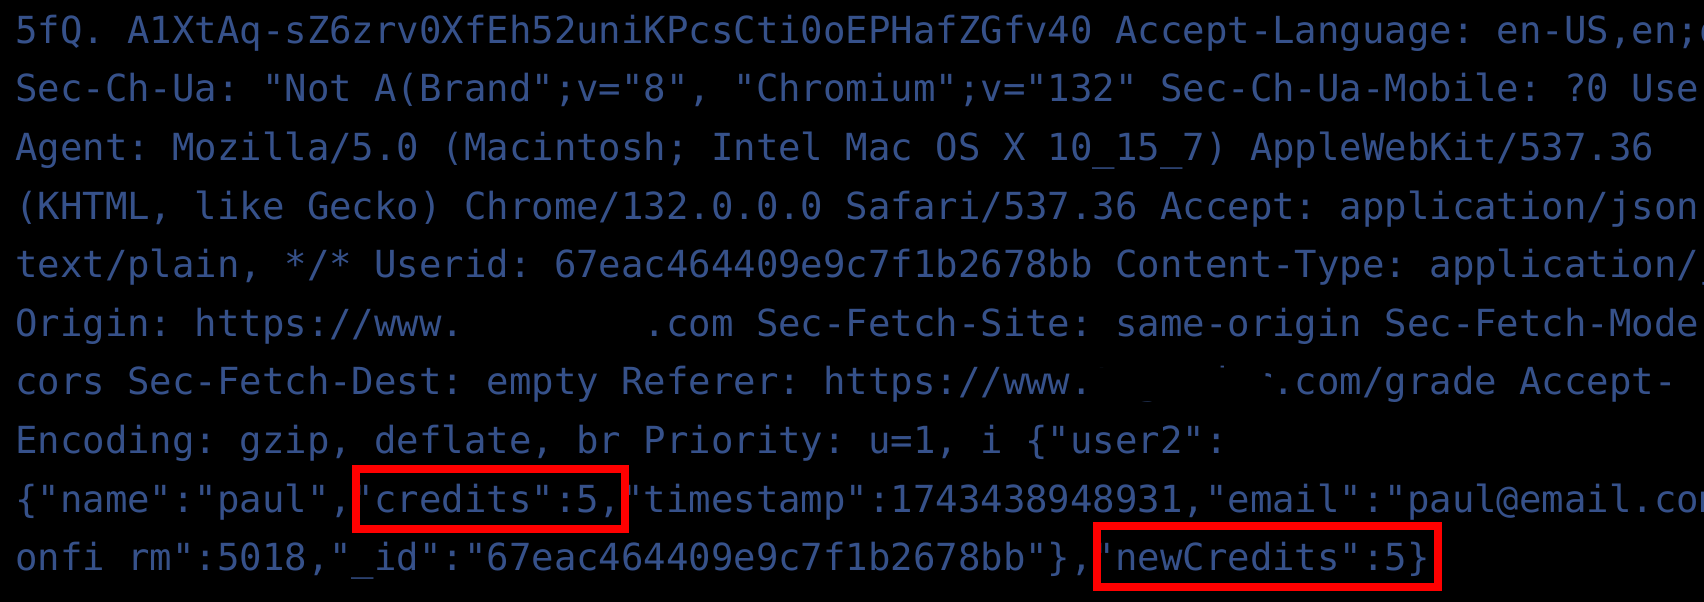 5fQ. A1XtAq-sZ6zrv0XfEh52uniKPcsCti0oEPHafZGfv40 Accept-Language: en-US,en;
Sec-Ch-Ua: "Not A(Brand";v="8", "Chromium";v="132" Sec-Ch-Ua-Mobile: ?0 Use
Agent: Mozilla/5.0 (Macintosh; Intel Mac OS X 10_15_7) AppleWebKit/537.36
(KHTML, like Gecko) Chrome/132.0.0.0 Safari/537.36 Accept: application/json
text/plain, */* Userid: 67eac464409e9c7f1b2678bb Content-Type: application/
Origin: https://www. .com Sec-Fetch-Site: same-origin Sec-Fetch-Mode
cors Sec-Fetch-Dest: empty Referer: https://www. .com/grade Accept-
Encoding: gzip, deflate, br Priority: u=1, i {"user2":
{"name":"paul","credits":5,"timestamp":1743438948931,"email":"paul@email.co
onfi rm":5018,"_id":"67eac464409e9c7f1b2678bb"},"newCredits":5}